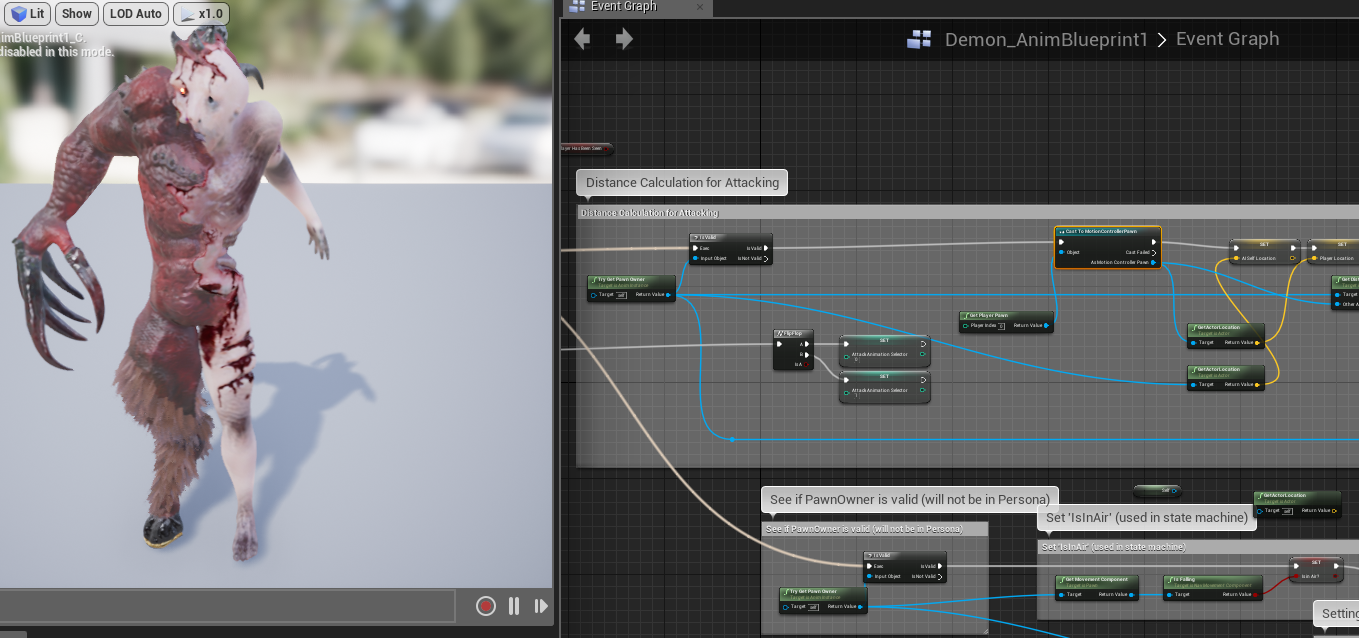 Lit
Show
LOD Auto
x1.0
imBlueprint1_C.
disabled in this mode.
Event Graph
Demon_AnimBlueprint1 > Event Graph
Has Been Seen
Distance Calculation for Attacking
Distance Calculation for Attacking
Is Valid
Exec
Is Valid
Input Object
Is Not Valid
Try Get Pawn Owner
Target is Anim Instance
Target
self
Return Value
Cast To MotionControllerPawn
Object
Cast Failed
As Motion Controller Pawn
SET
AI Self Location
SET
Player Location
Target
Get Player Pawn
Player Index
0
Return Value
FlipFlop
A
B
Is A
SET
Attack Animation Selector
0
SET
Attack Animation Selector
1
GetActorLocation
Target is Actor
Target
Return Value
GetActorLocation
Target is Actor
Target
Return Value
See if PawnOwner is valid (will not be in Persona)
See if PawnOwner is valid (will not be in Persona)
Is Valid
Exec
Is Valid
Input Object
Is Not Valid
Try Get Pawn Owner
Target is Anim Instance
Target
self
Return Value
Self
GetActorLocation
Target is Actor
Target
self
Return Value
Set 'IsInAir' (used in state machine)
Set 'IsInAir' (used in state machine)
Get Movement Component
Target is Pawn
Target
Return Value
Is Falling
Target is Nav Movement Component
Target
Return Value
SET
Is in Air?
Setting